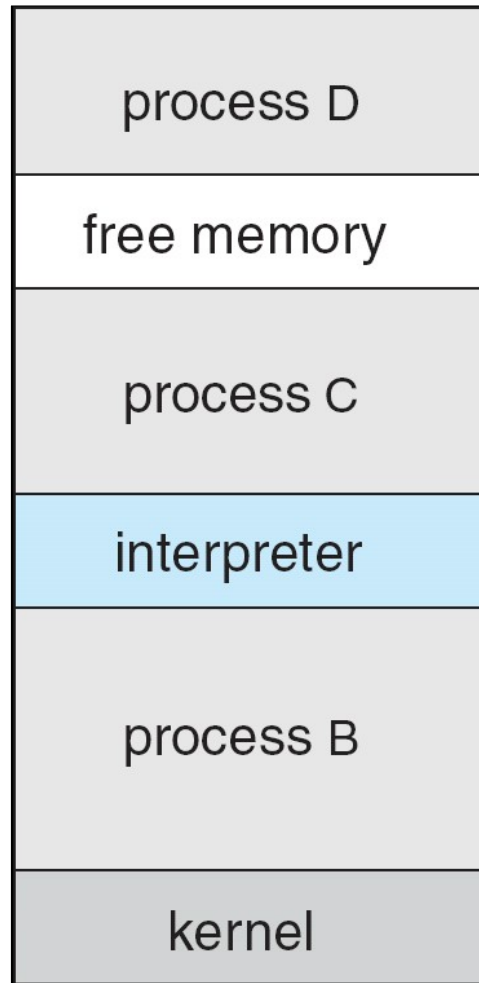 process D
free memory
process C
interpreter
process B
kernel